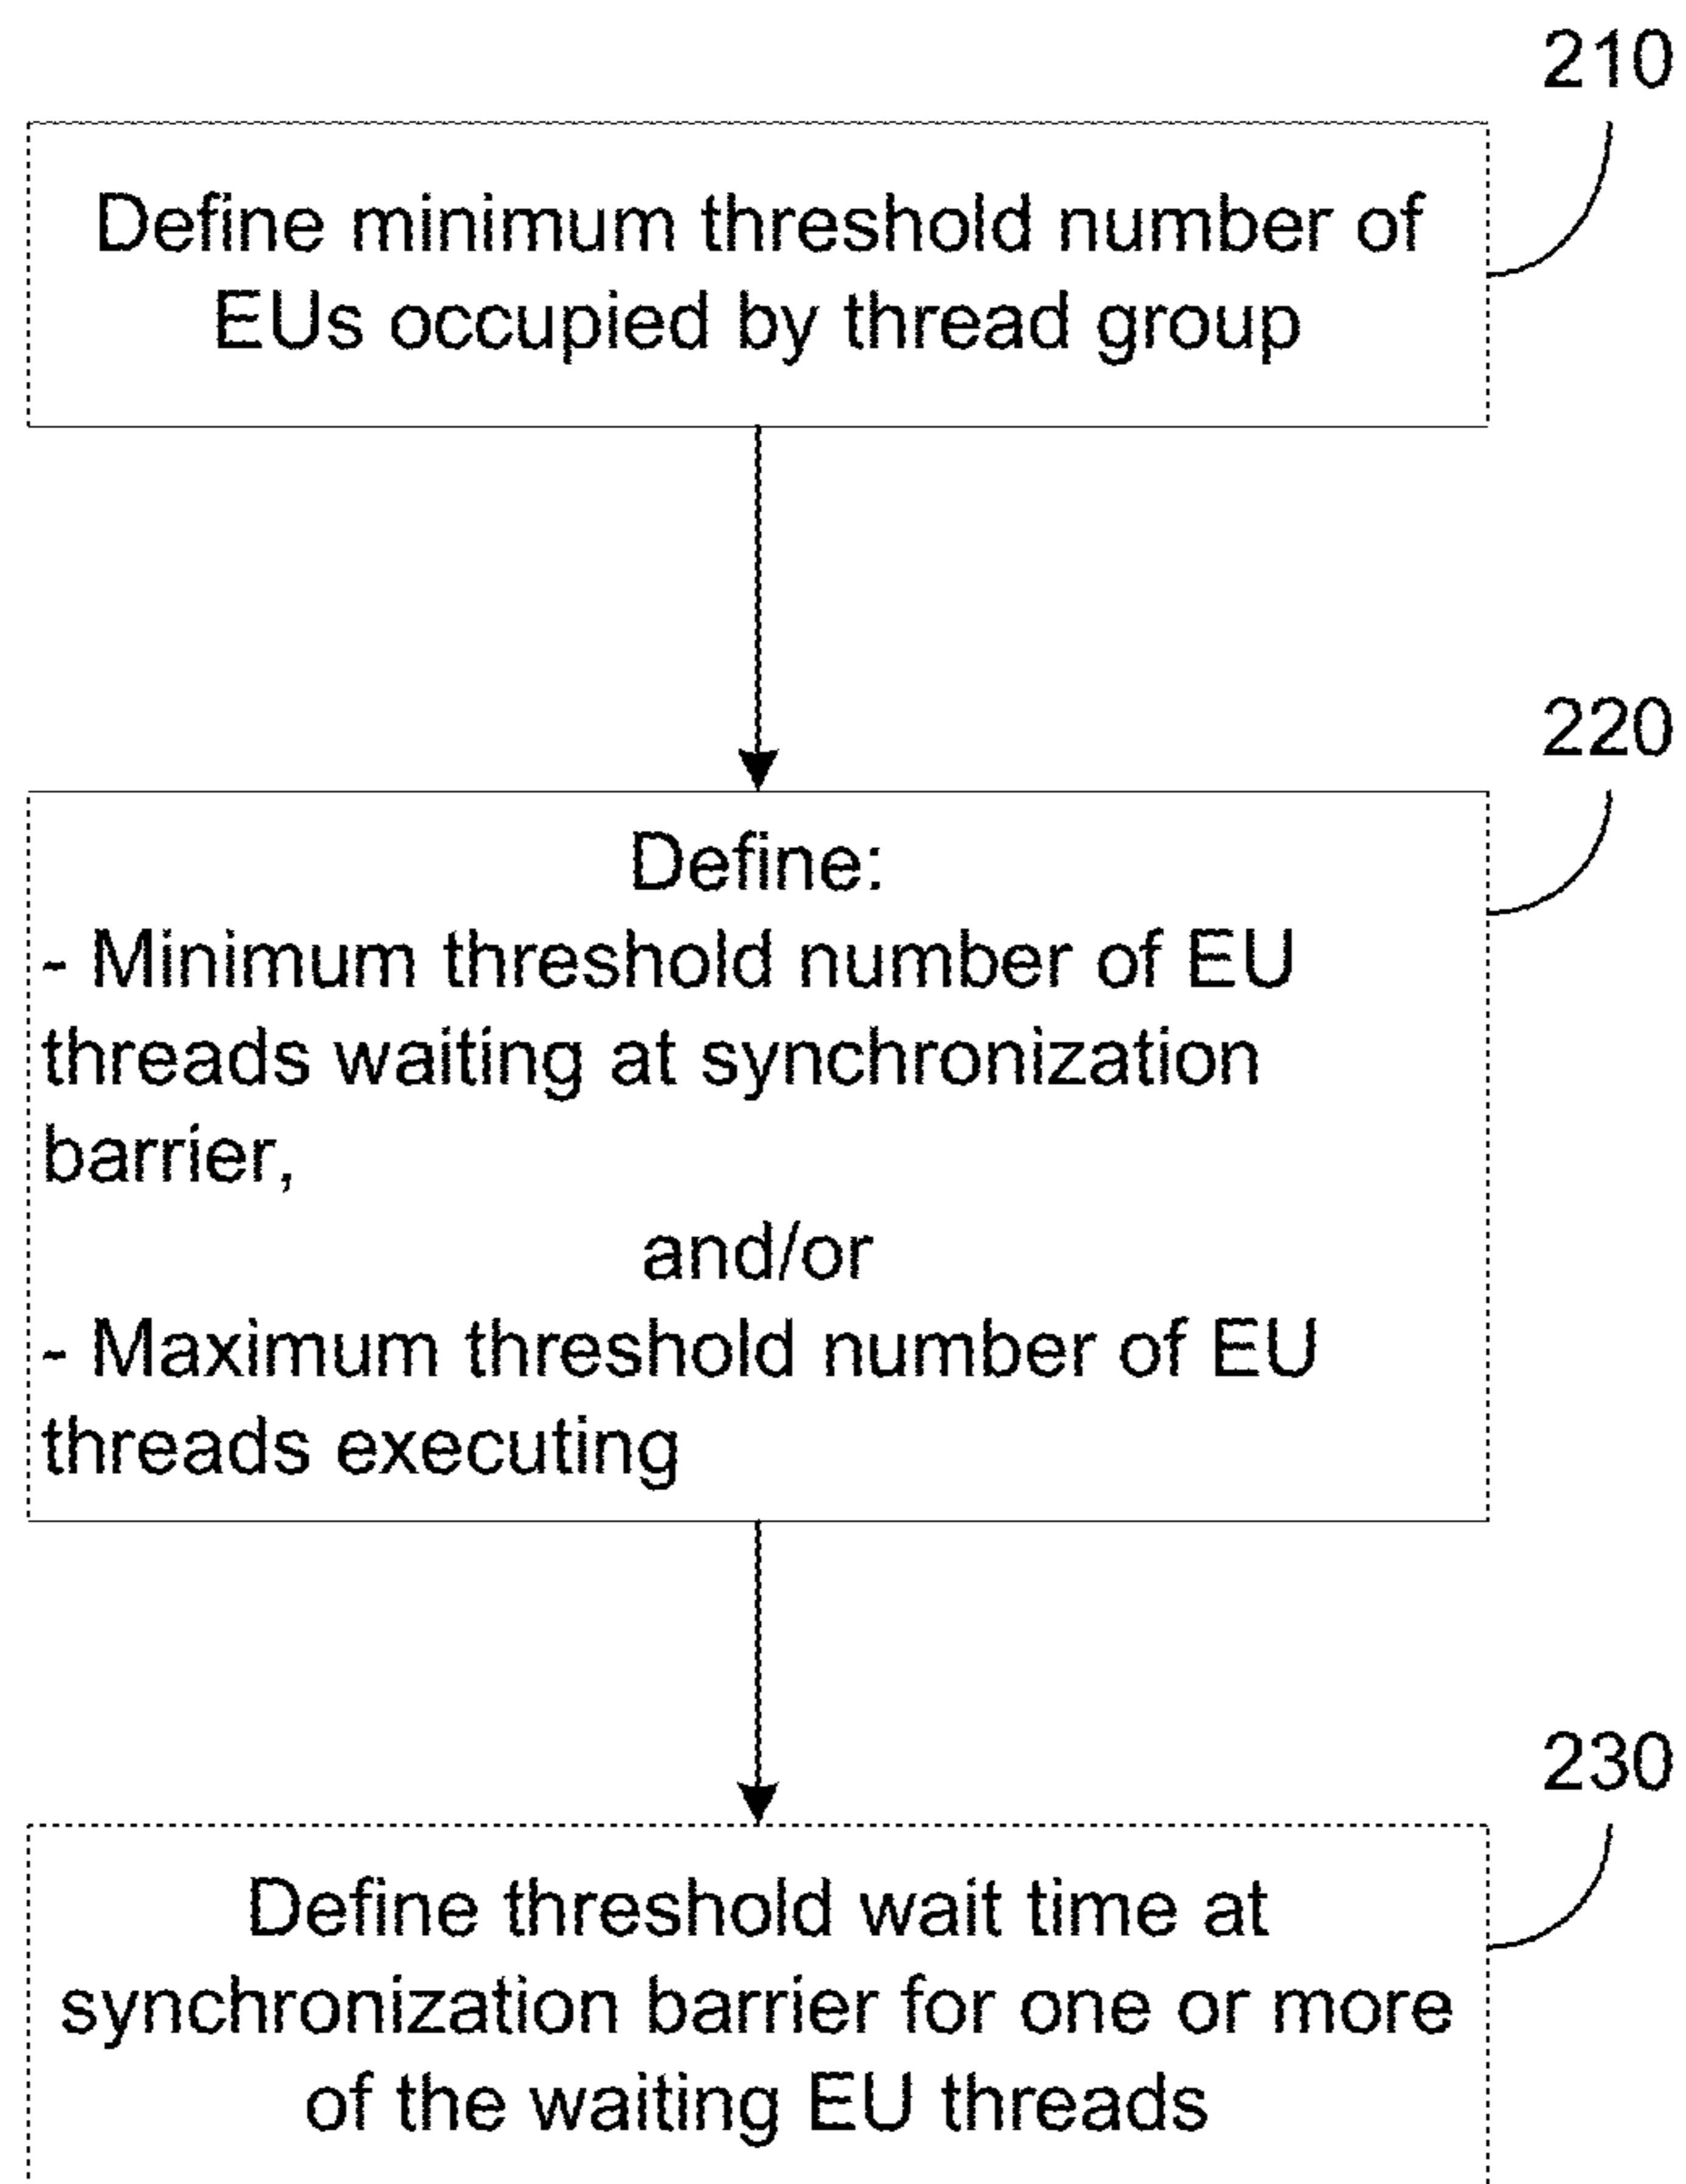 210
Define minimum threshold number of
EUs occupied by thread group
220
Define:
- Minimum threshold number of EU
threads waiting at synchronization
barrier,
and/or
- Maximum threshold number of EU
threads executing
230
Define threshold wait time at
synchronization barrier for one or more
of the waiting EU threads